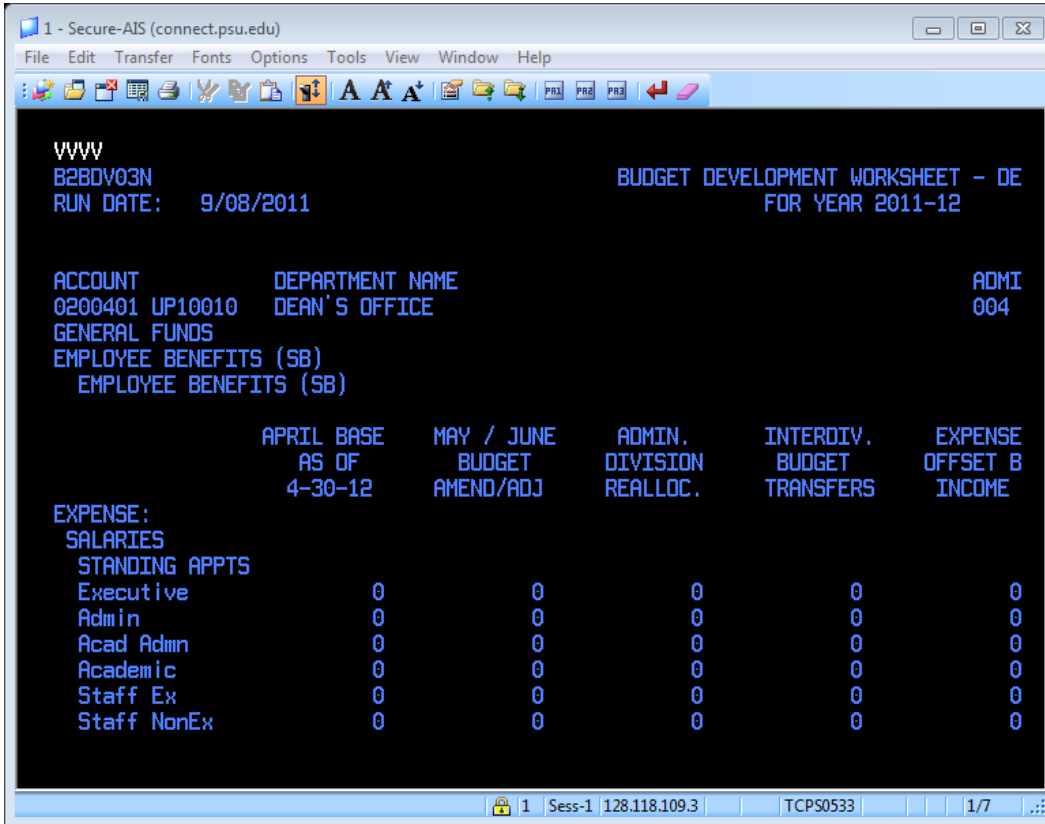 1 - Secure-AIS (connect.psu.edu)
File Edit Transfer Fonts Options Tools View Window Help
PR1 PR2 PR3
VVVV
B2BDV03N BUDGET DEVELOPMENT WORKSHEET - DE
RUN DATE: 9/08/2011 FOR YEAR 2011-12
ACCOUNT DEPARTMENT NAME ADMI
0200401 UP10010 DEAN'S OFFICE 004
GENERAL FUNDS
EMPLOYEE BENEFITS (SB)
EMPLOYEE BENEFITS (SB)
APRIL BASE MAY / JUNE ADMIN. INTERDIV. EXPENSE
AS OF BUDGET DIVISION BUDGET OFFSET B
4-30-12 AMEND/ADJ REALLOC. TRANSFERS INCOME
EXPENSE:
SALARIES
STANDING APPTS
Executive 0 0 0 0 0
Admin 0 0 0 0 0
Acad Admn 0 0 0 0 0
Academic 0 0 0 0 0
Staff Ex 0 0 0 0 0
Staff NonEx 0 0 0 0 0
1 Sess-1 128.118.109.3 TCPS0533 1/7